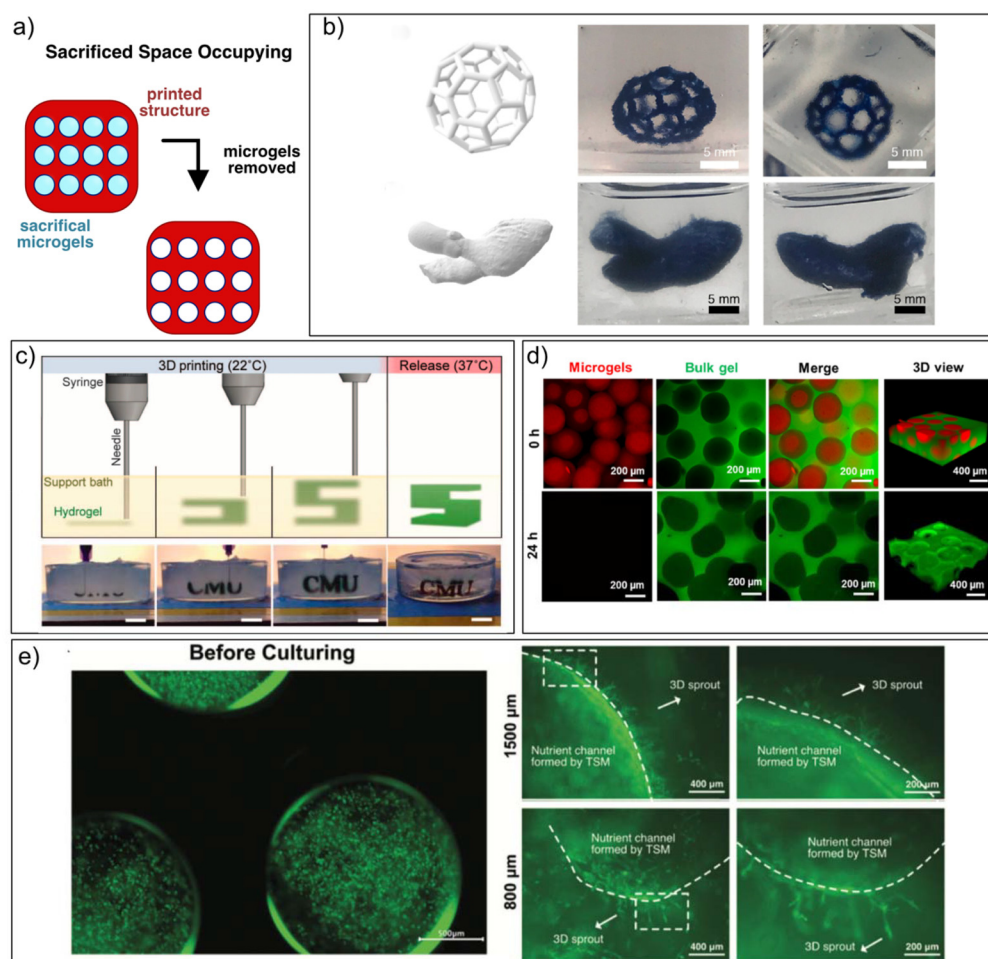 a)
Sacrificed Space Occupying
printed
structure
microgels
removed
sacrifical
microgels
b)
5 mm
5 mm
5 mm
5 mm
c)
3D printing (22˚C)
Release (37˚C)
Syringe
Needle
Support bath
Hydrogel
CMU
CMU
CMU
CMU
d)
Microgels
Bulk gel
Merge
3D view
0 h
200 µm
200 µm
200 µm
400 µm
24 h
200 µm
200 µm
200 µm
400 µm
e)
Before Culturing
500µm
1500 µm
3D sprout
Nutrient channel
formed by TSM
400 µm
3D sprout
Nutrient channel
formed by TSM
200 µm
800 µm
Nutrient channel
formed by TSM
3D sprout
400 µm
Nutrient channel
formed by TSM
3D sprout
200 µm